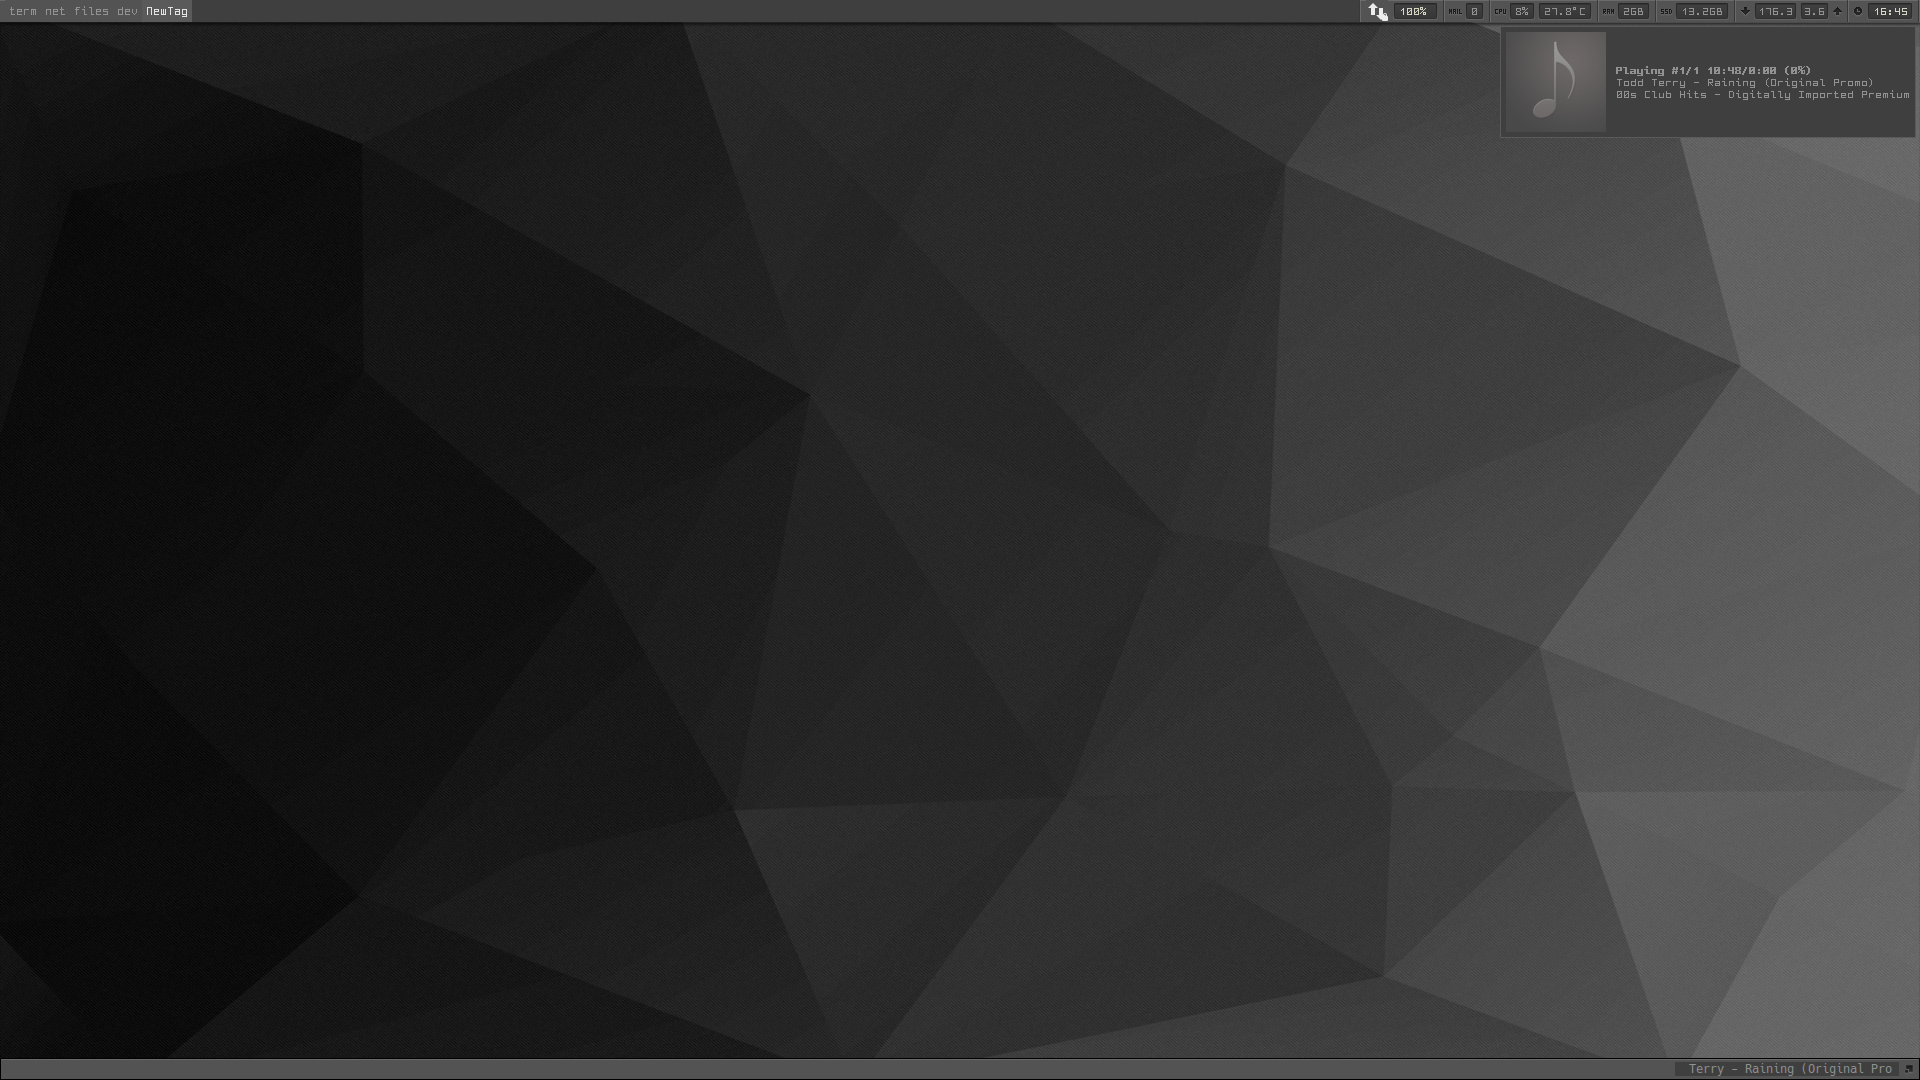 term net files dev NewTag
100% MAIL 0 CPU 8% 27.8°C RAM 2GB SSD 13.2GB 176.3 3.6 16:45
Playing #1/1 10:48/0:00 (0%)
Todd Terry - Raining (Original Promo)
00s Club Hits - Digitally Imported Premium
Terry - Raining (Original Pro